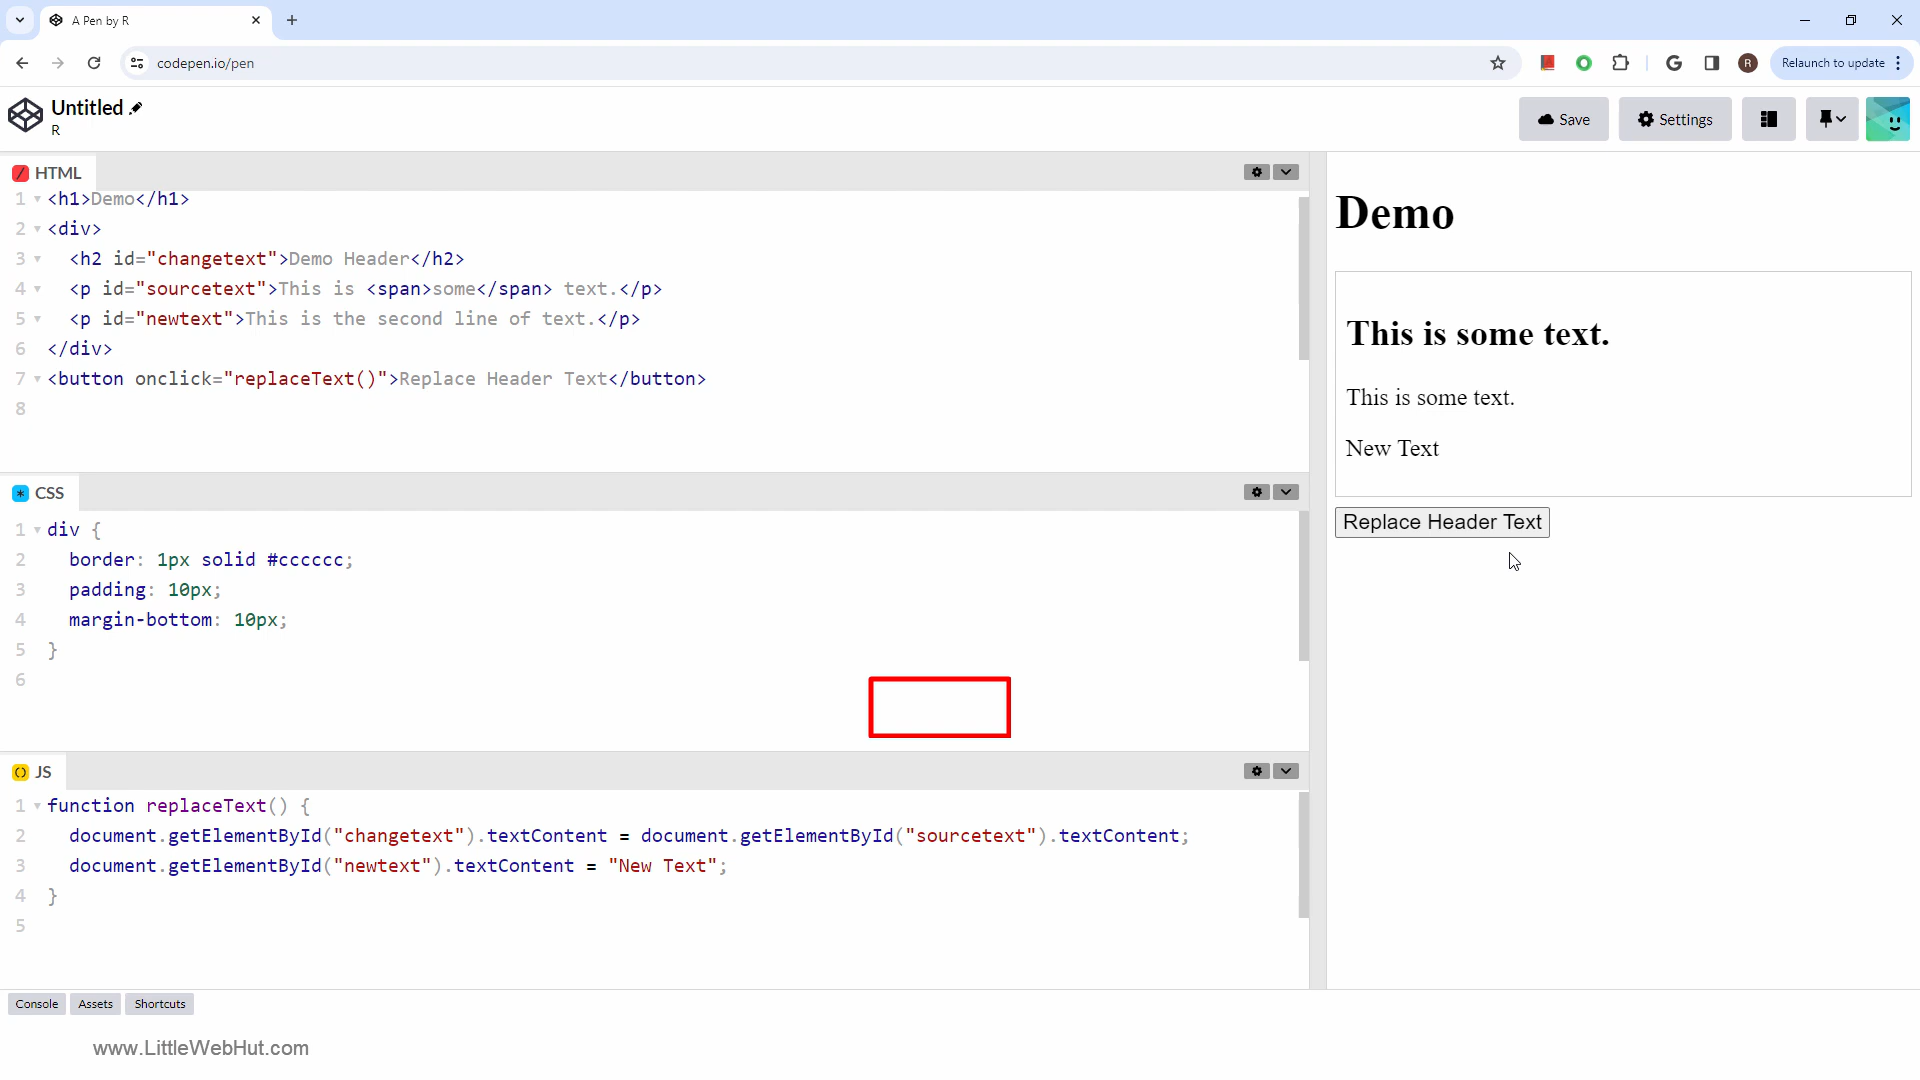 A Pen by R
codepen.io/pen
R
Relaunch to update
Untitled
R
Save
Settings
HTML
1 <h1>Demo</h1>
2 <div>
3 <h2 id="changetext">Demo Header</h2>
4 <p id="sourcetext">This is <span>some</span> text.</p>
5 <p id="newtext">This is the second line of text.</p>
6 </div>
7 <button onclick="replaceText()">Replace Header Text</button>
8
CSS
1 div {
2 border: 1px solid #cccccc;
3 padding: 10px;
4 margin-bottom: 10px;
5 }
6
JS
1 function replaceText() {
2 document.getElementById("changetext").textContent = document.getElementById("sourcetext").textContent;
3 document.getElementById("newtext").textContent = "New Text";
4 }
5
Demo
This is some text.
This is some text.
New Text
Replace Header Text
Console Assets Shortcuts
www.LittleWebHut.com